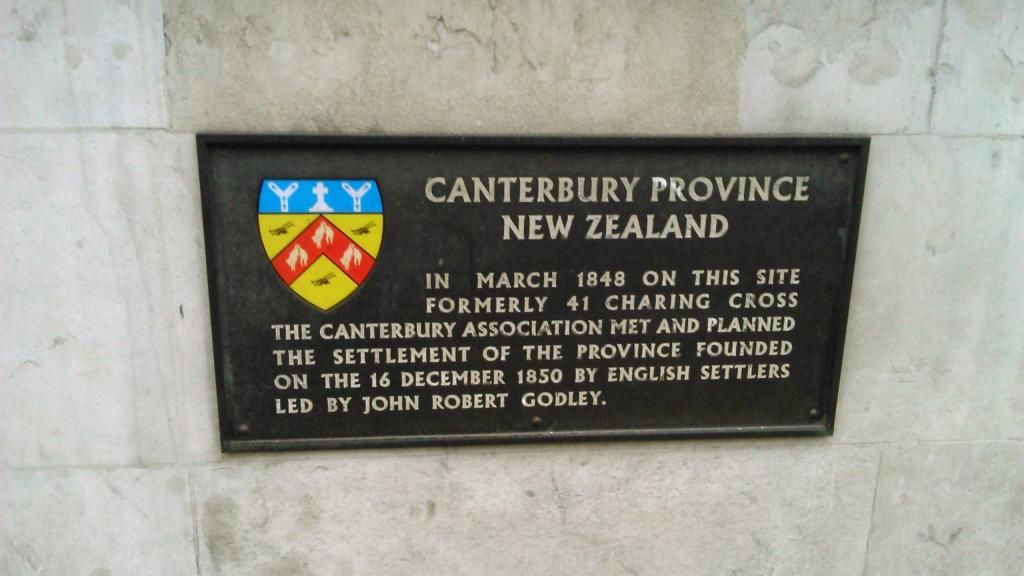 CANTERBURY PROVINCE
NEW ZEALAND
IN MARCH 1848 ON THIS SITE
FORMERLY 41 CHARING CROSS
THE CANTERBURY ASSOCIATION MET AND PLANNED
THE SETTLEMENT OF THE PROVINCE FOUNDED
ON THE 16 DECEMBER 1850 BY ENGLISH SETTLERS
LED BY JOHN ROBERT GODLEY.